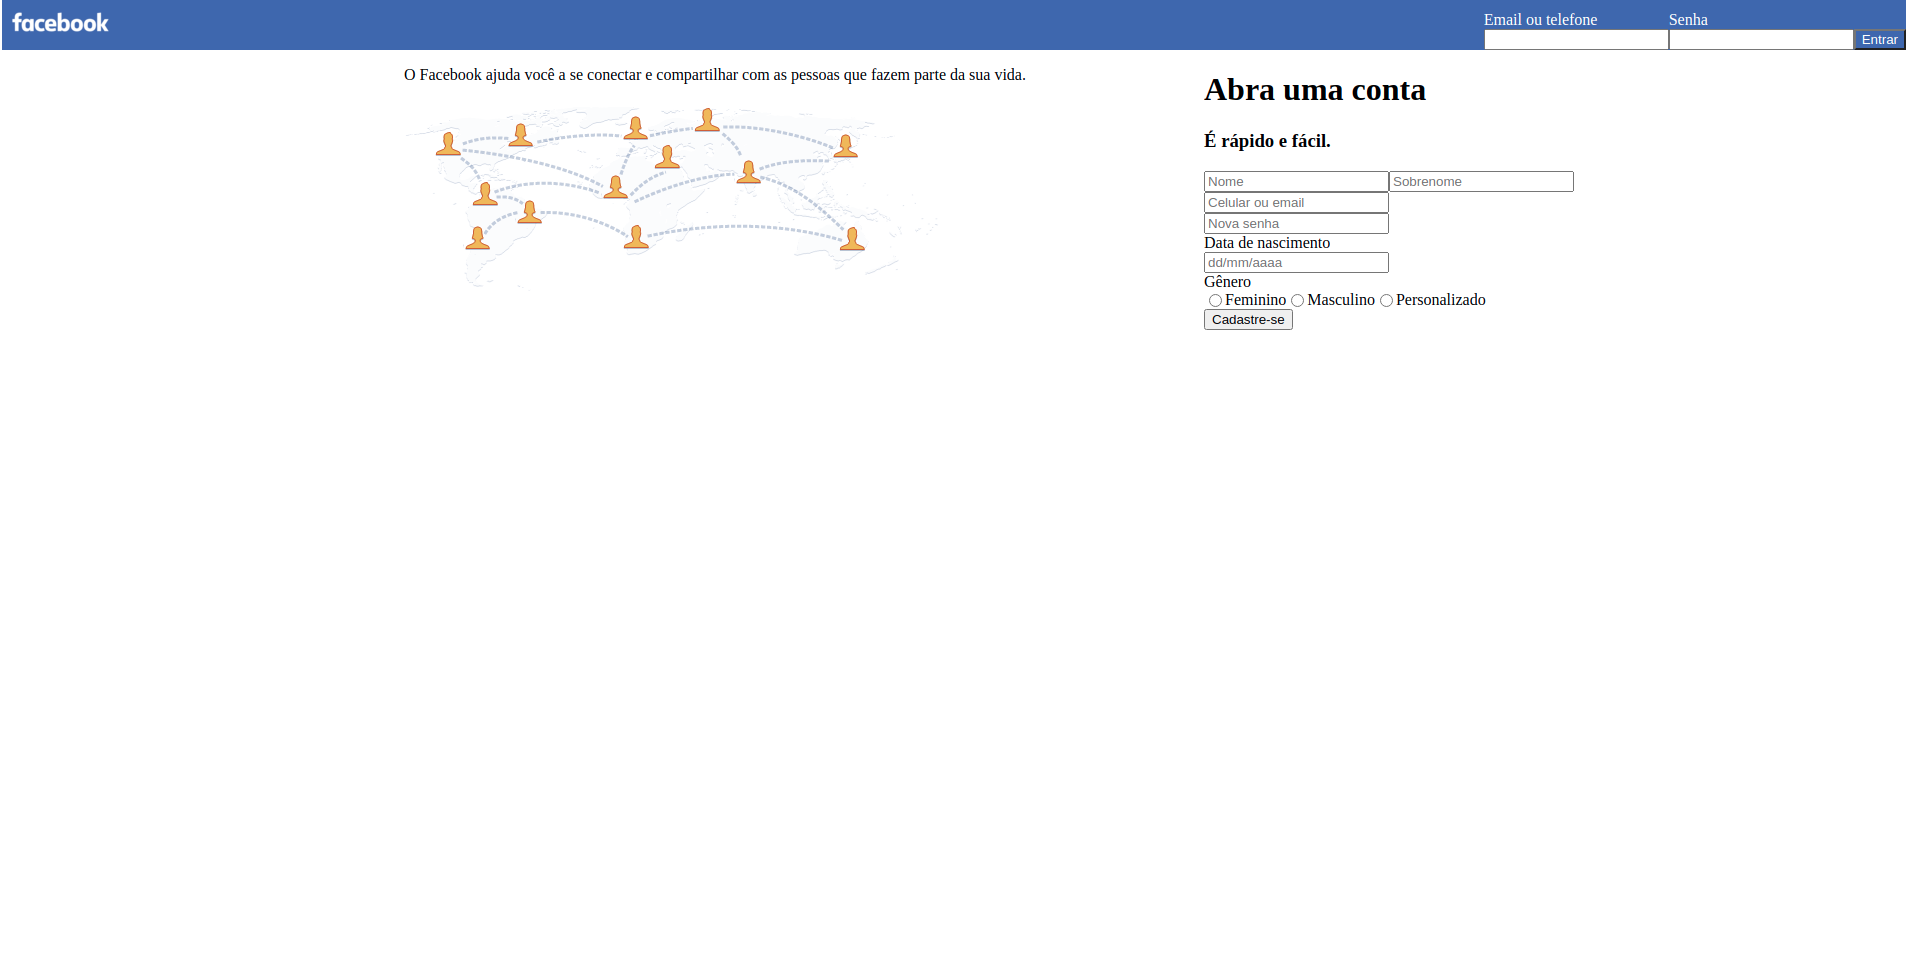 facebook
Email ou telefone Senha
Entrar
O Facebook ajuda você a se conectar e compartilhar com as pessoas que fazem parte da sua vida.
Abra uma conta
É rápido e fácil.
Nome Sobrenome
Celular ou email
Nova senha
Data de nascimento
dd/mm/aaaa
Gênero
Feminino Masculino Personalizado
Cadastre-se